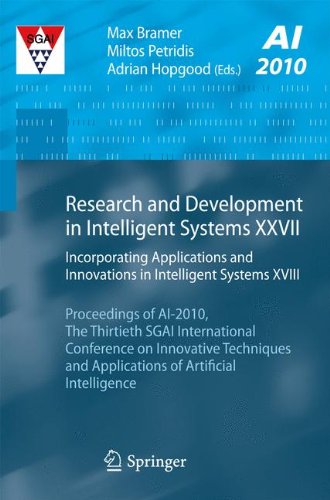 SGAI
Max Bramer
Miltos Petridis
Adrian Hopgood (Eds.)
AI
2010
Research and Development
in Intelligent Systems XXVII
Incorporating Applications and
Innovations in Intelligent Systems XVIII
Proceedings of AI-2010,
The Thirtieth SGAI International
Conference on Innovative Techniques
and Applications of Artificial
Intelligence
Springer